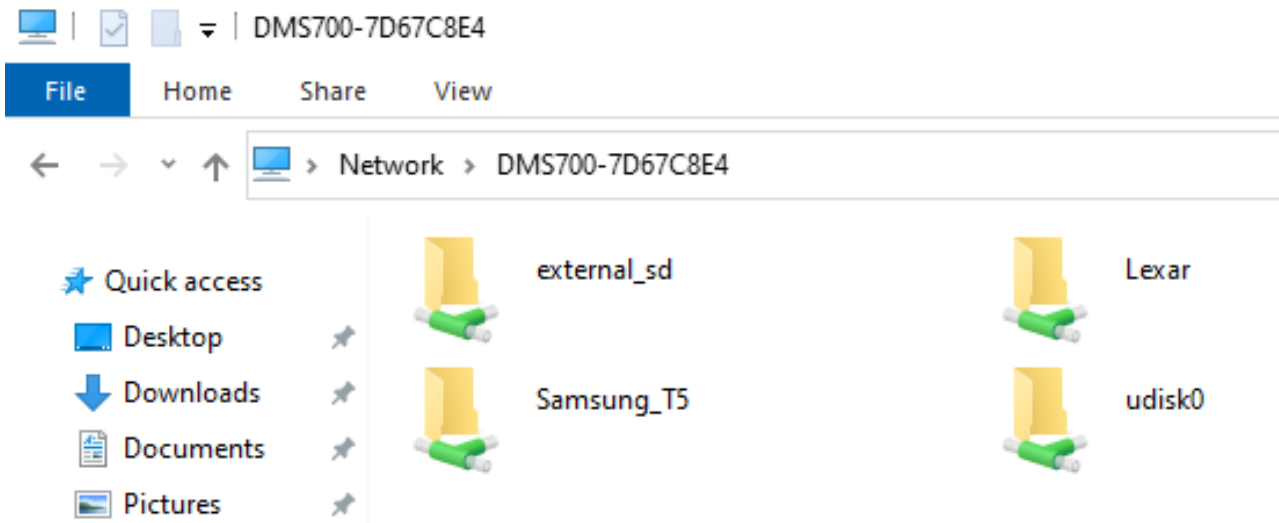 DMS700-7D67C8E4
File Home Share View
Network DMS700-7D67C8E4
Quick access
Desktop
Downloads
Documents
Pictures
external_sd
Lexar
Samsung_T5
udisk0